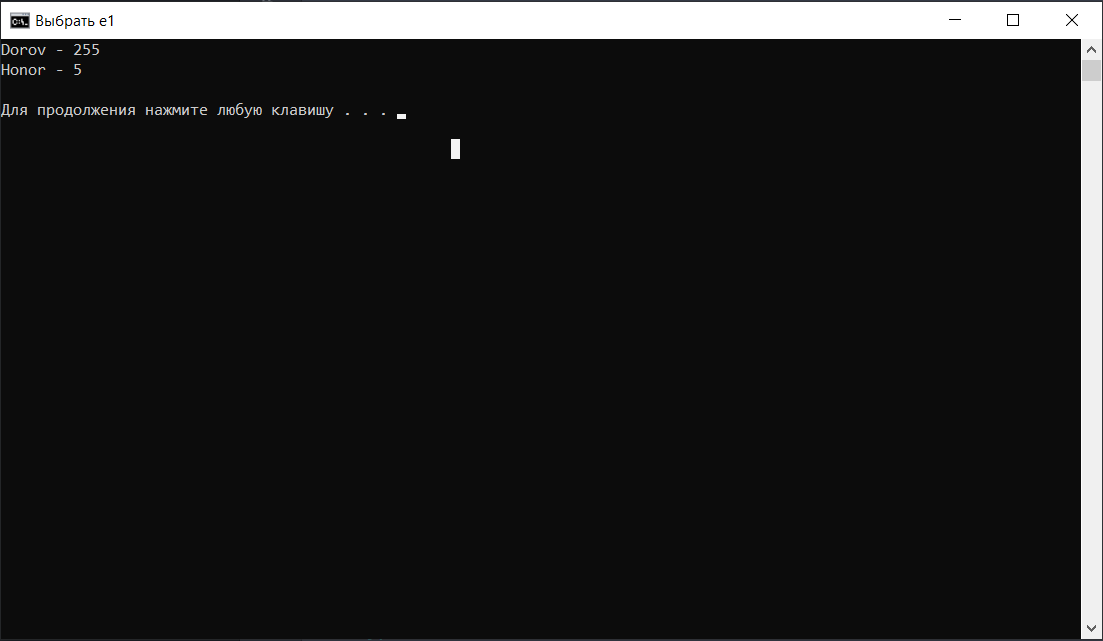 Выбрать e1
Dorov - 255
Honor - 5
Для продолжения нажмите любую клавишу . . .